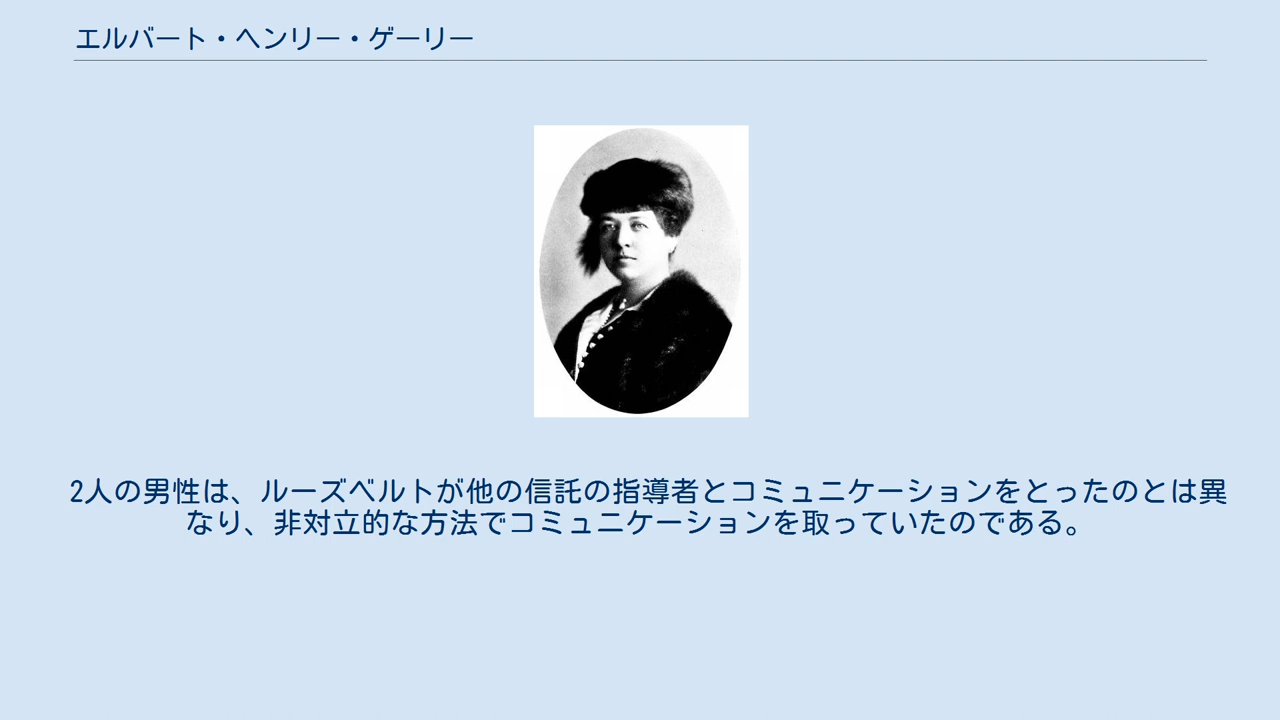 エルバート・ヘンリー・ゲーリー
2人の男性は、ルーズベルトが他の信託の指導者とコミュニケーションをとったのとは異
なり、非対立的な方法でコミュニケーションを取っていたのである。